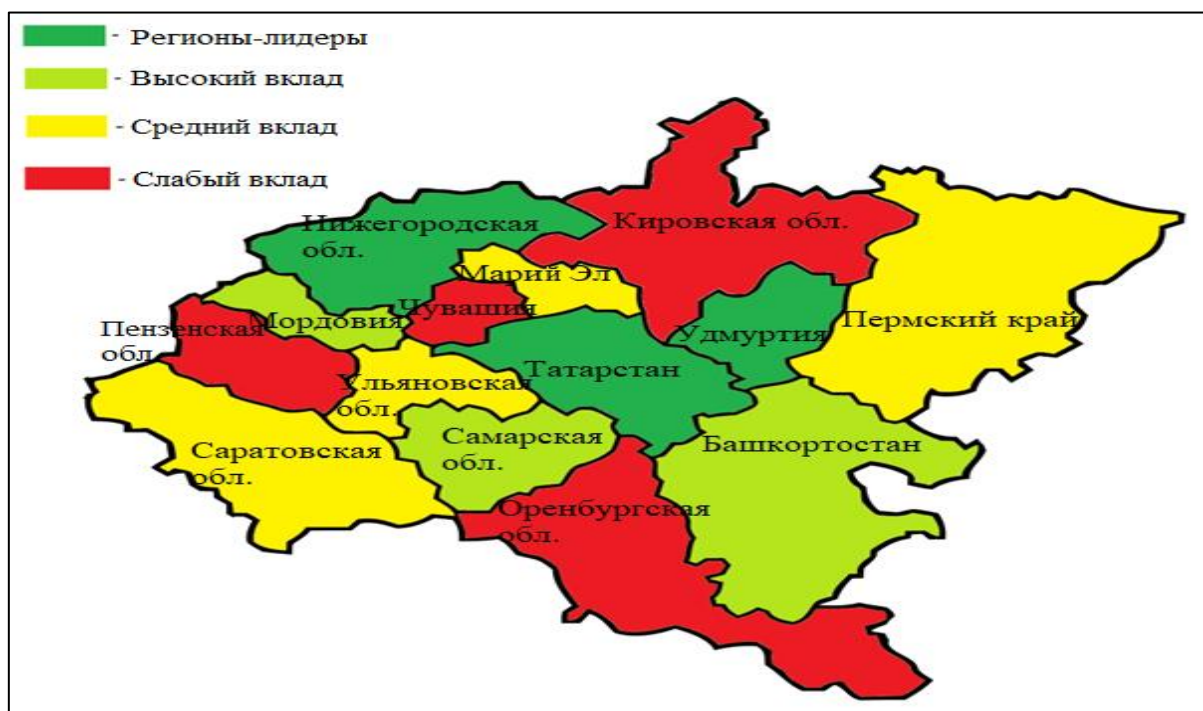 - Регионы-лидеры
- Высокий вклад
- Средний вклад
- Слабый вклад
Нижегородская
обл.
Кировская обл.
Марий Эл
Чувашия
Мордовия
Пензенская
обл.
Удмуртия
Пермский край
Татарстан
Ульяновская
обл.
Самарская
обл.
Башкортостан
Саратовская
обл.
Оренбургская
обл.